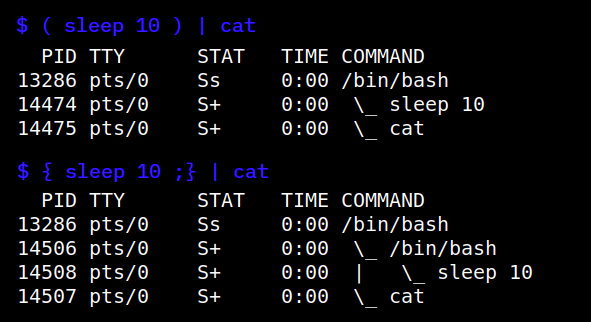 $ ( sleep 10 ) | cat
  PID TTY      STAT   TIME COMMAND
13286 pts/0    Ss     0:00 /bin/bash
14474 pts/0    S+     0:00  \_ sleep 10
14475 pts/0    S+     0:00  \_ cat
$ { sleep 10 ;} | cat
  PID TTY      STAT   TIME COMMAND
13286 pts/0    Ss     0:00 /bin/bash
14506 pts/0    S+     0:00  \_ /bin/bash
14508 pts/0    S+     0:00  |   \_ sleep 10
14507 pts/0    S+     0:00  \_ cat